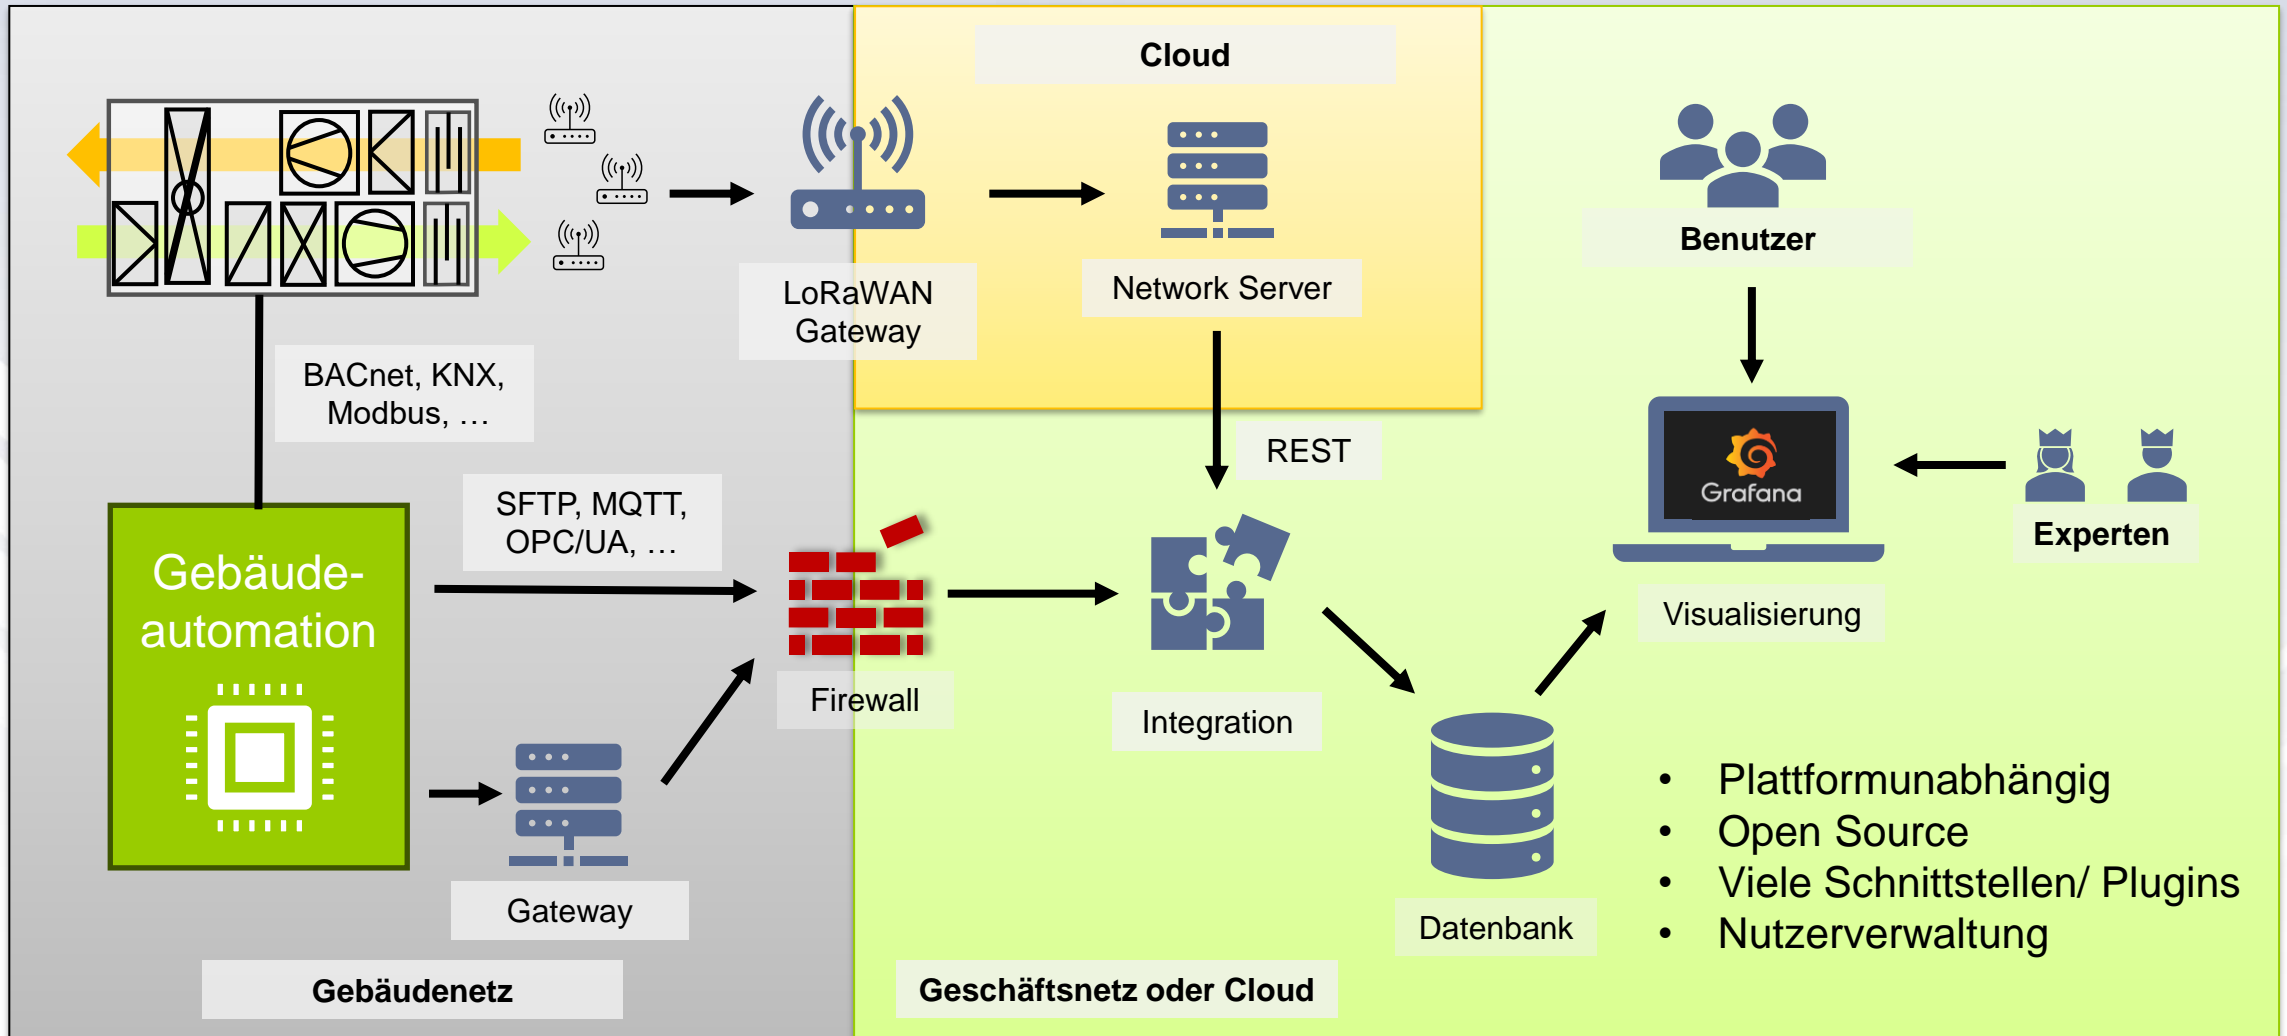 Cloud
LoRaWAN
Gateway
Network Server
Benutzer
BACnet, KNX,
Modbus, …
REST
Grafana
Experten
SFTP, MQTT,
OPC/UA, …
Gebäude-
automation
Firewall
Integration
Visualisierung
Gateway
Datenbank
• Plattformunabhängig
• Open Source
• Viele Schnittstellen/ Plugins
• Nutzerverwaltung
Gebäudenetz
Geschäftsnetz oder Cloud